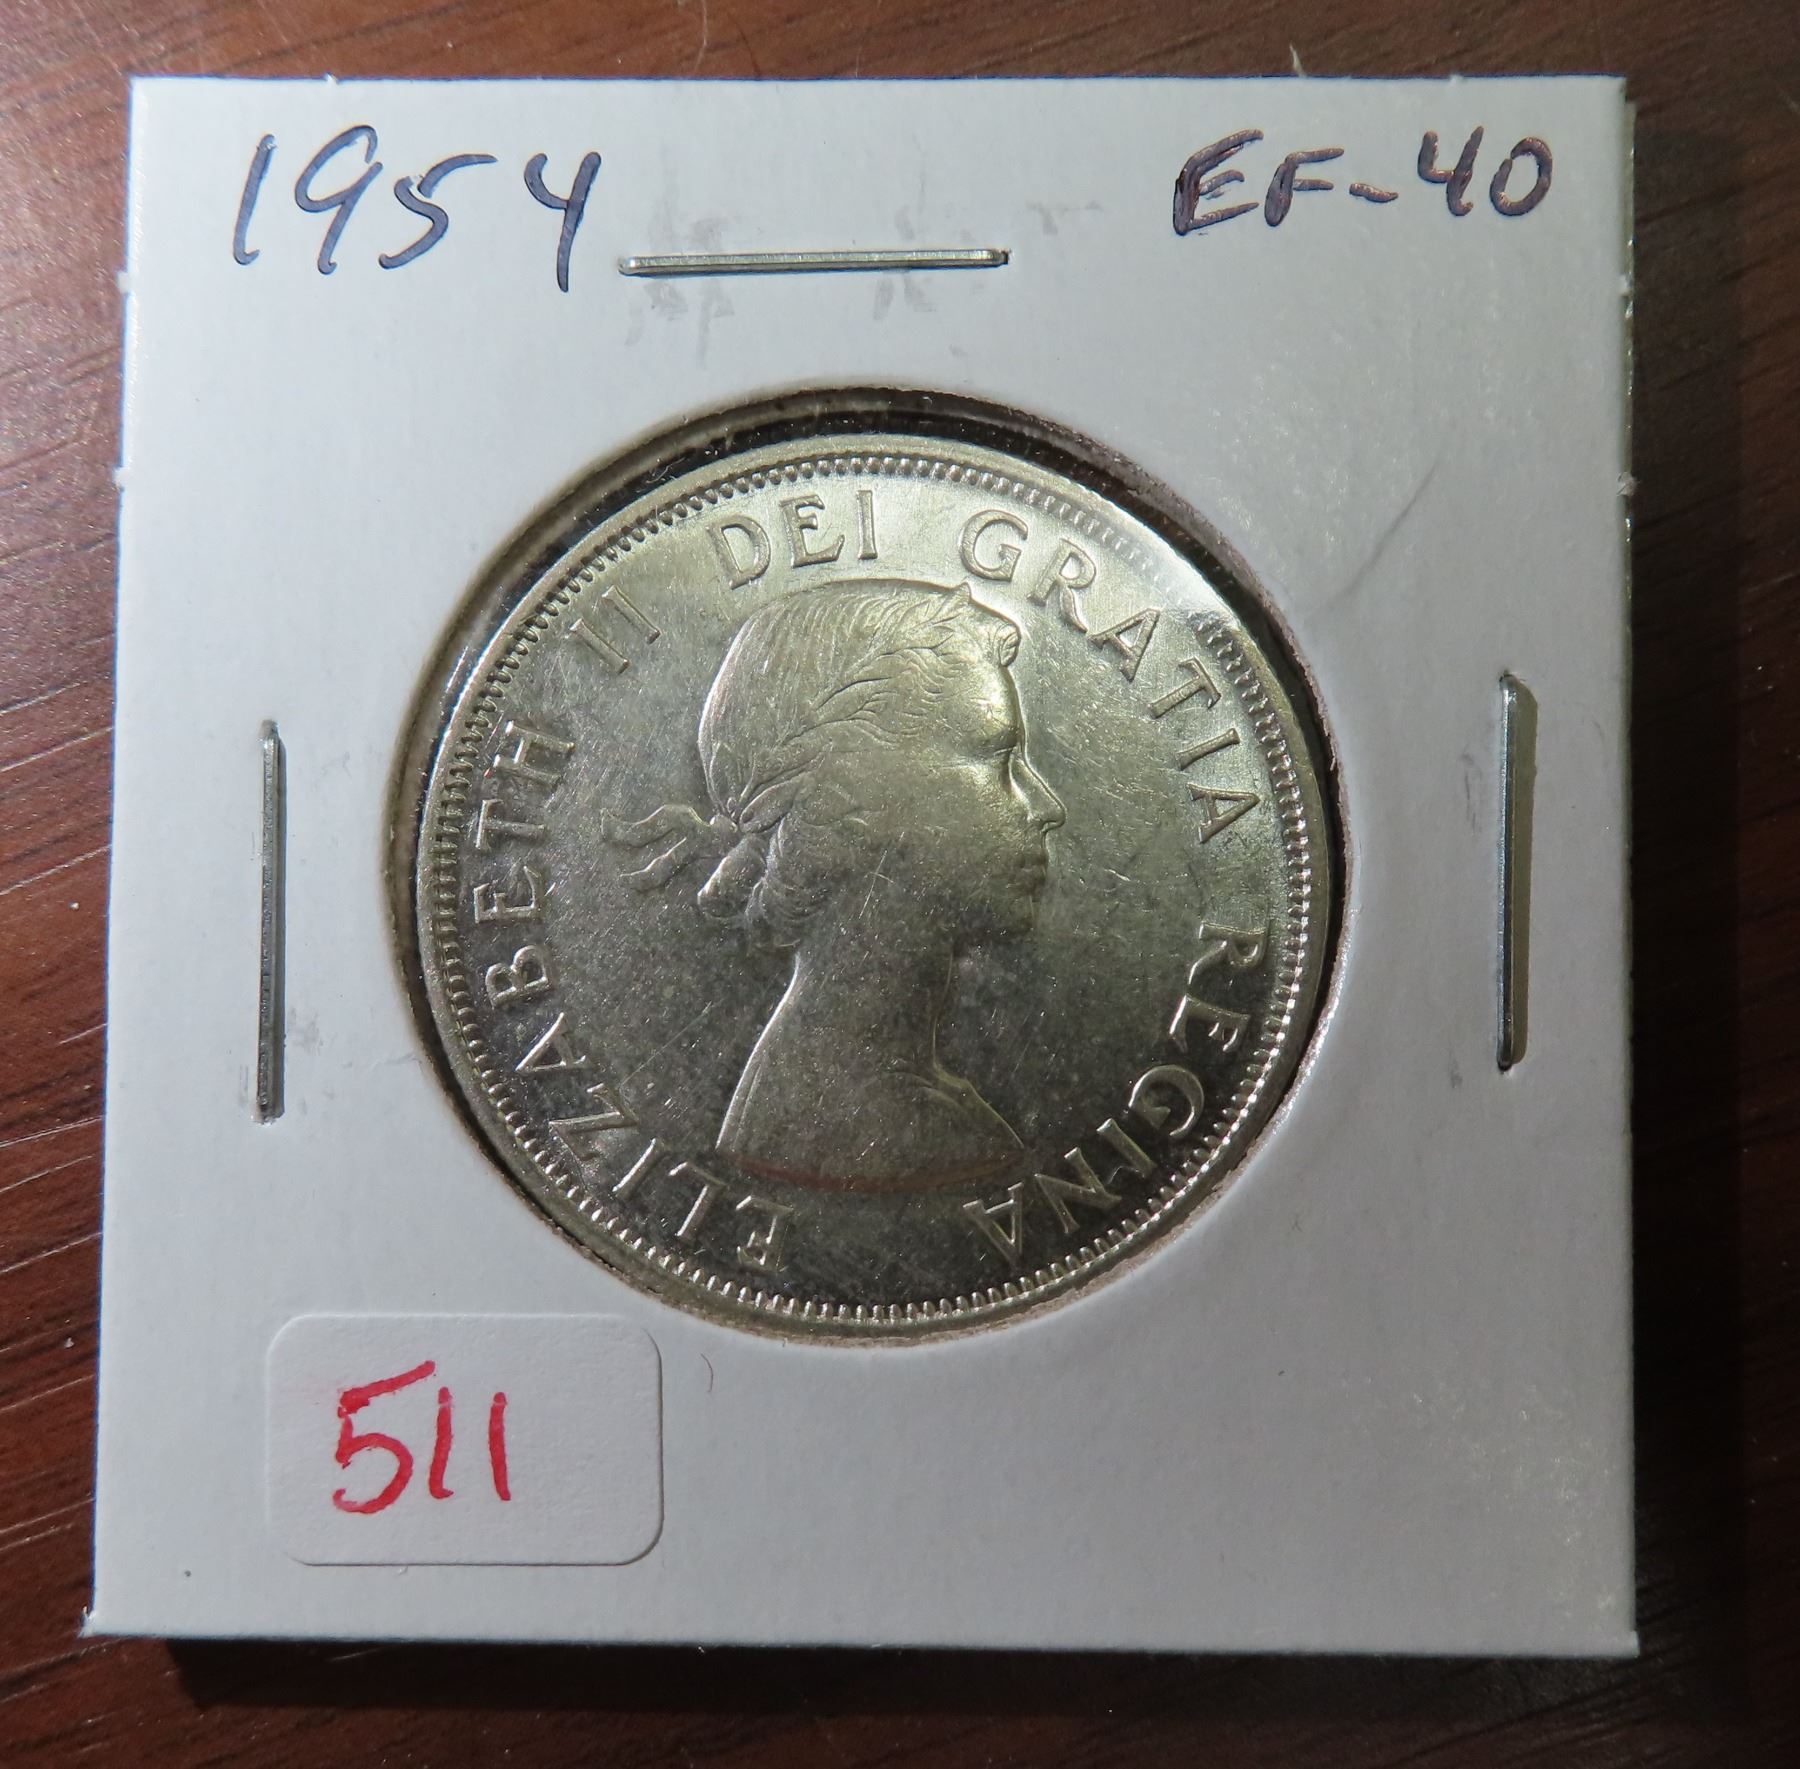 1954 EF-40
ELIZABETH II DEI GRATIA REGINA
511